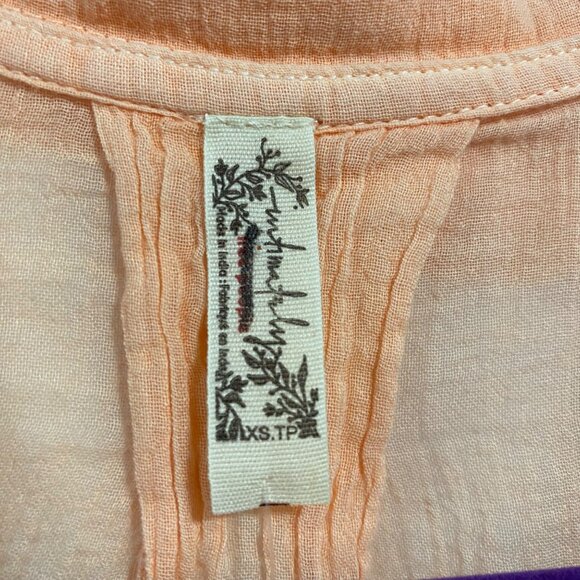 Intimately
free people
Made in India • Fabriqué en Inde
XS.TP